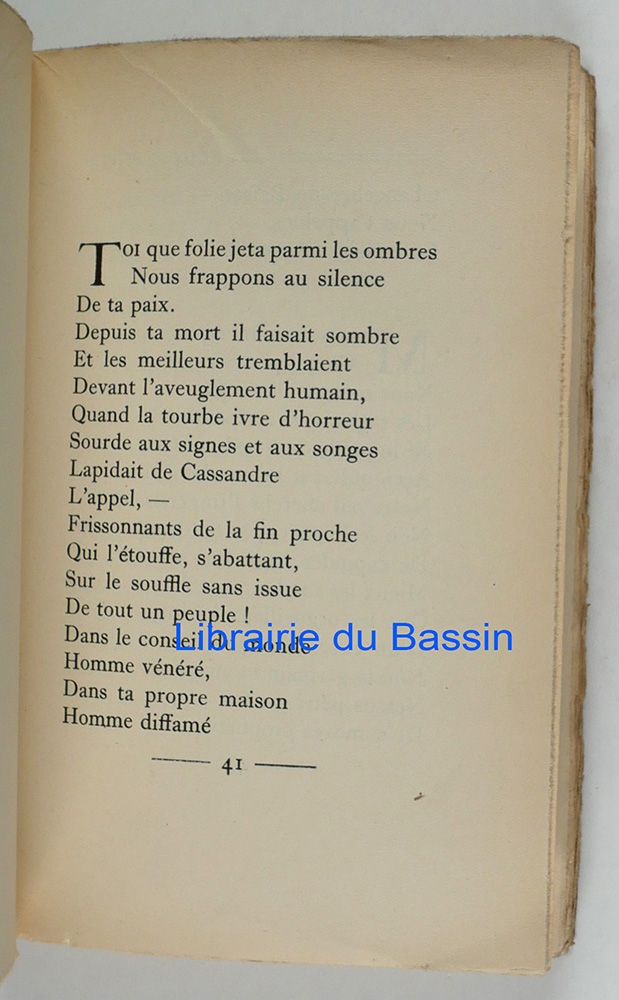 Toi que folie jeta parmi les ombres
Nous frappons au silence
De ta paix.
Depuis ta mort il faisait sombre
Et les meilleurs tremblaient
Devant l'aveuglement humain,
Quand la tourbe ivre d'horreur
Sourde aux signes et aux songes
Lapidait de Cassandre
L'appel, —
Frissonnants de la fin proche
Qui l'étouffe, s'abattant,
Sur le souffle sans issue
De tout un peuple !
Dans le conseil du monde
Librairie du Bassin
Homme vénéré,
Dans ta propre maison
Homme diffamé
— 41 —